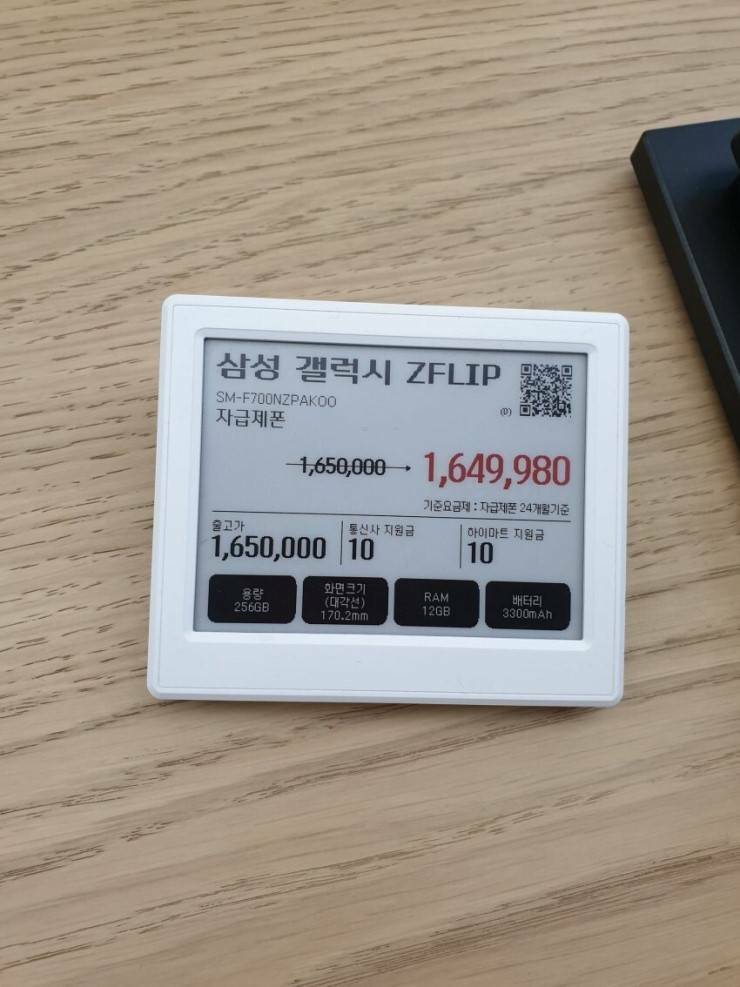 삼성 갤럭시 ZFLIP
SM-F700NZPAKOO
자급제폰
(P)
1,650,000 → 1,649,980
기준요금제 : 자급제폰 24개월기준
출고가
1,650,000
통신사 지원금
10
하이마트 지원금
10
용량
256GB
화면크기
(대각선)
170.2mm
RAM
12GB
배터리
3300mAh